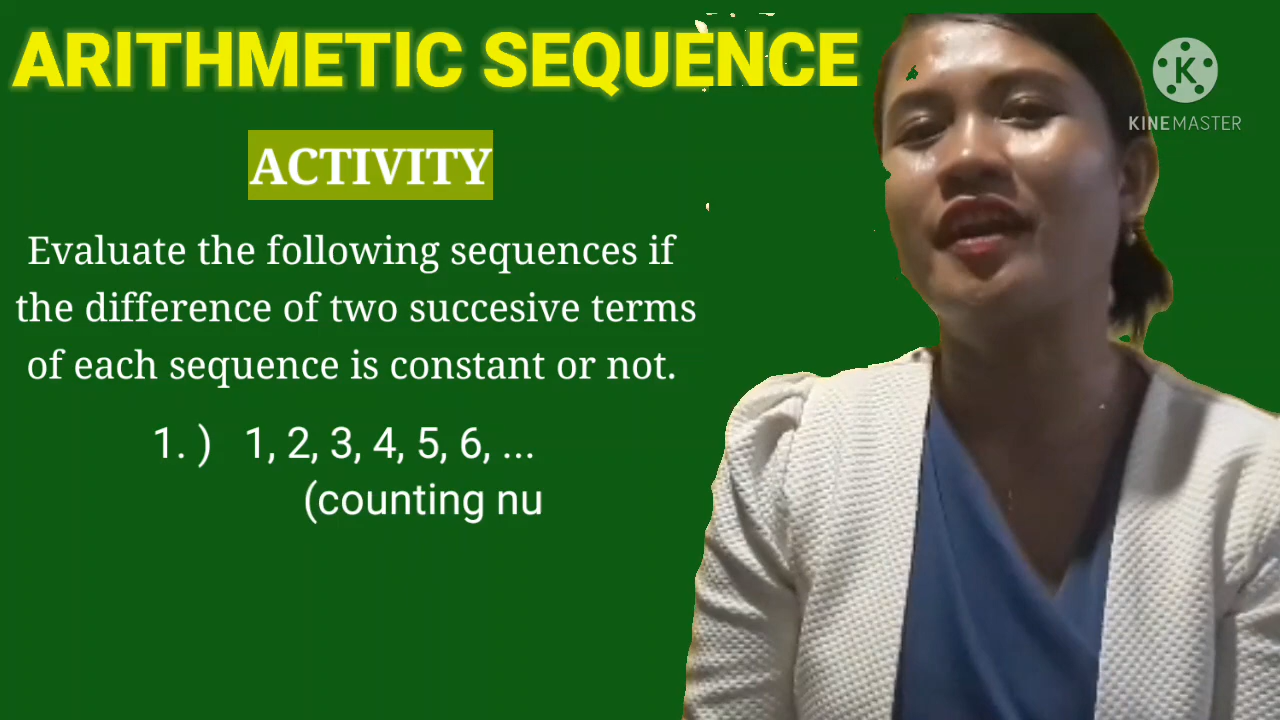 ARITHMETIC SEQUENCE
ACTIVITY
Evaluate the following sequences if
the difference of two succesive terms
of each sequence is constant or not.
1. ) 1, 2, 3, 4, 5, 6, ...
(counting nu
K
KINEMASTER